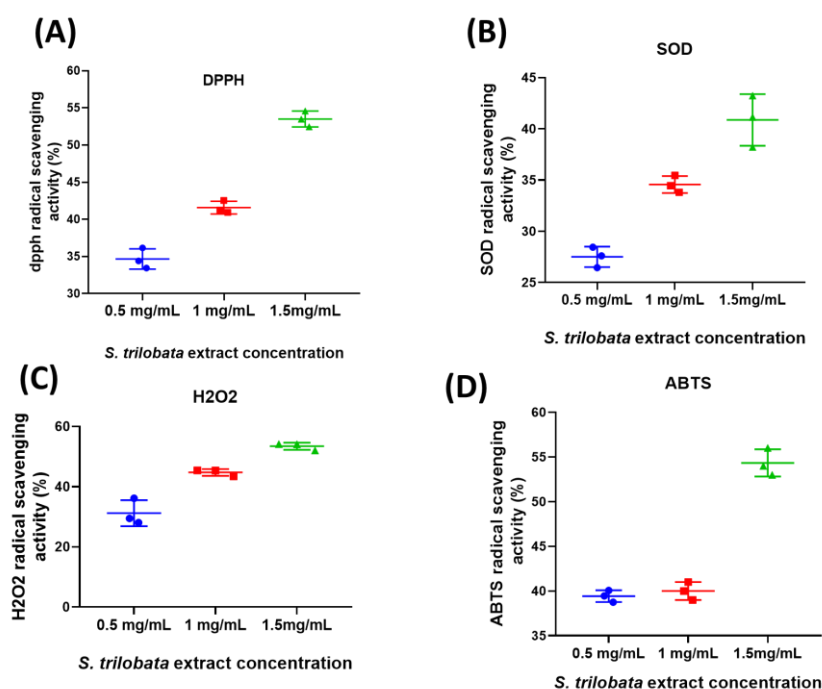 (A)
DPPH
dpph radical scavenging
activity (%)
60
55
50
45
40
35
30
0.5 mg/mL 1 mg/mL 1.5mg/mL
S. trilobata extract concentration
(B)
SOD
SOD radical scavenging
activity (%)
45
40
35
30
25
0.5 mg/mL 1 mg/mL 1.5mg/mL
S. trilobata extract concentration
(C)
H2O2
H2O2 radical scavenging
activity (%)
60
40
20
0
0.5 mg/mL 1 mg/mL 1.5mg/mL
S. trilobata extract concentration
(D)
ABTS
ABTS radical scavenging
activity (%)
60
55
50
45
40
35
0.5 mg/mL 1 mg/mL 1.5mg/mL
S. trilobata extract concentration